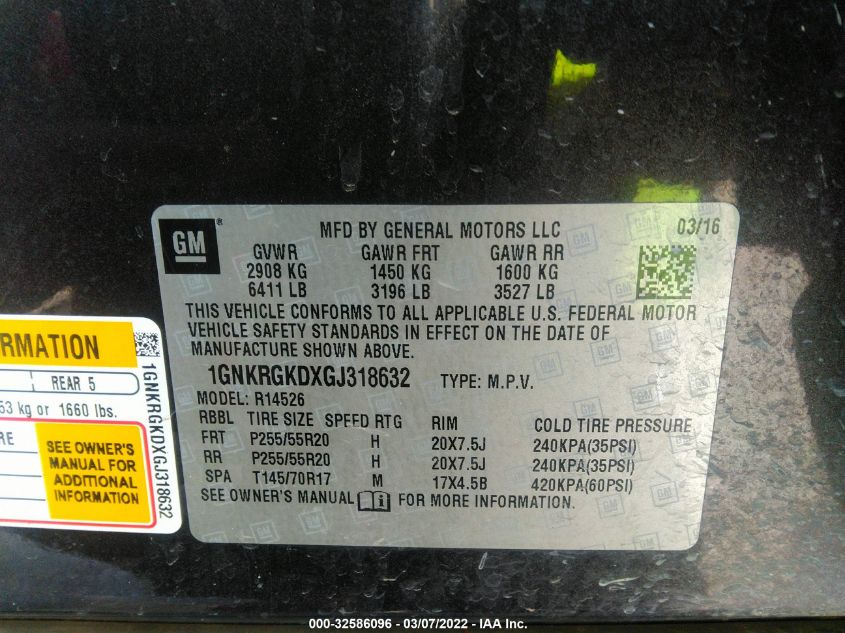 GM ®
MFD BY GENERAL MOTORS LLC 03/16
GVWR GAWR FRT GAWR RR
2908 KG 1450 KG 1600 KG
6411 LB 3196 LB 3527 LB
THIS VEHICLE CONFORMS TO ALL APPLICABLE U.S. FEDERAL MOTOR
VEHICLE SAFETY STANDARDS IN EFFECT ON THE DATE OF
MANUFACTURE SHOWN ABOVE.
1GNKRGKDXGJ318632 TYPE: M.P.V.
MODEL: R14526
RBBL TIRE SIZE SPEED RTG RIM COLD TIRE PRESSURE
FRT P255/55R20 H 20X7.5J 240KPA(35PSI)
RR P255/55R20 H 20X7.5J 240KPA(35PSI)
SPA T145/70R17 M 17X4.5B 420KPA(60PSI)
SEE OWNER'S MANUAL FOR MORE INFORMATION.
RMATION
REAR 5
53 kg or 1660 lbs.
RE
SEE OWNER'S
MANUAL FOR
ADDITIONAL
INFORMATION
1GNKRGKDXGJ318632
000-32586096 - 03/07/2022 - IAA Inc.